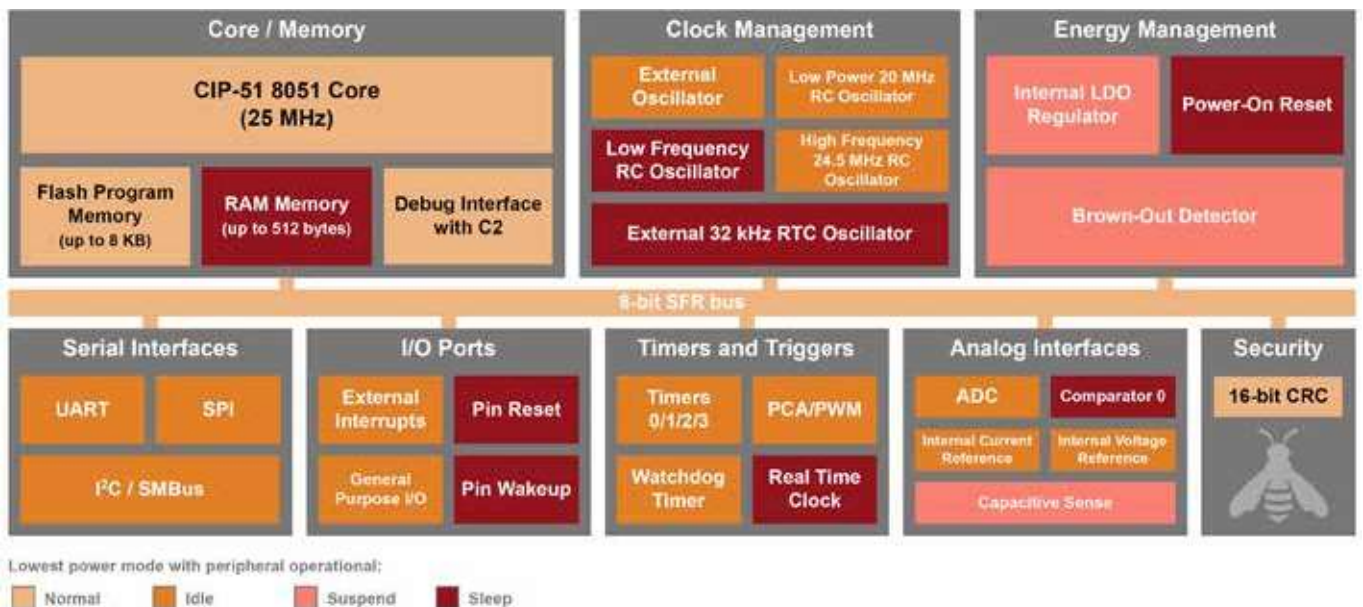 Core / Memory
CIP-51 8051 Core
(25 MHz)
Flash Program
Memory
(up to 8 KB)
RAM Memory
(up to 512 bytes)
Debug Interface
with C2
Clock Management
External
Oscillator
Low Power 20 MHz
RC Oscillator
Low Frequency
RC Oscillator
High Frequency
24.5 MHz RC
Oscillator
External 32 kHz RTC Oscillator
Energy Management
Internal LDO
Regulator
Power-On Reset
Brown-Out Detector
8-bit SFR bus
Serial Interfaces
UART
SPI
I²C / SMBus
I/O Ports
External
Interrupts
Pin Reset
General
Purpose I/O
Pin Wakeup
Timers and Triggers
Timers
0/1/2/3
PCA/PWM
Watchdog
Timer
Real Time
Clock
Analog Interfaces
ADC
Comparator 0
Internal Current
Reference
Internal Voltage
Reference
Capacitive Sense
Security
16-bit CRC
Lowest power mode with peripheral operational:
Normal
Idle
Suspend
Sleep